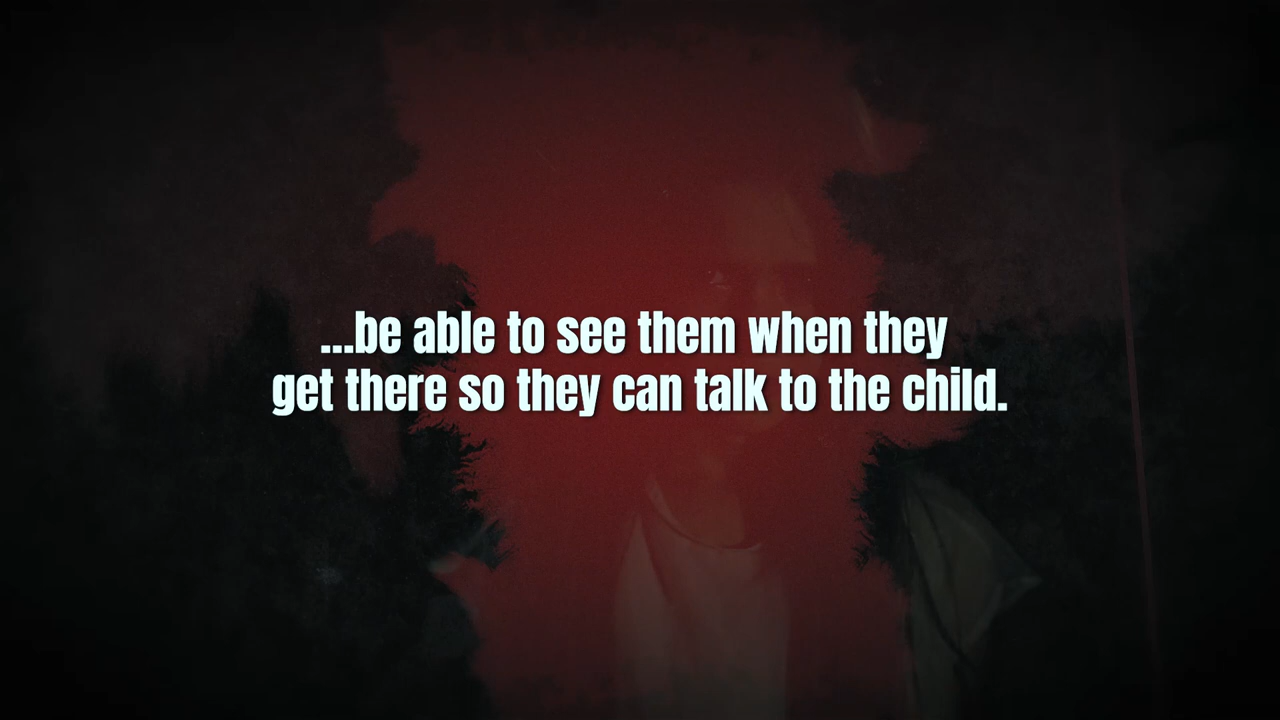 ...be able to see them when they
get there so they can talk to the child.